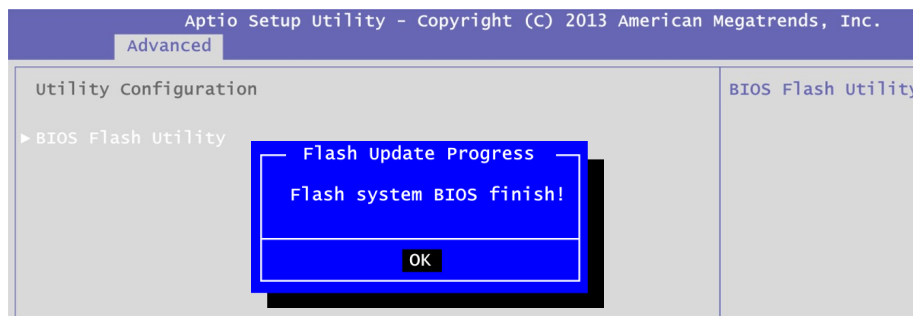 Aptio Setup Utility – Copyright (C) 2013 American Megatrends, Inc.
Advanced
Utility Configuration
BIOS Flash Utility
▶ BIOS Flash Utility
Flash Update Progress
Flash system BIOS finish!
OK